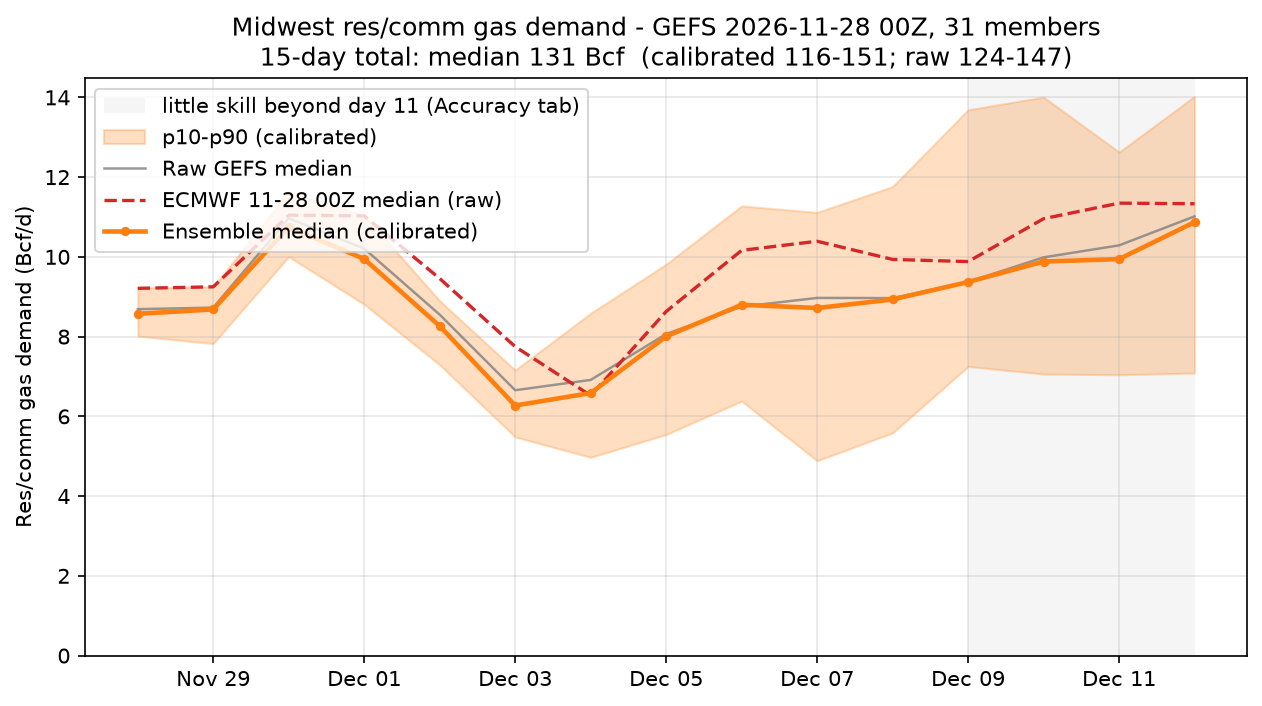 Midwest res/comm gas demand - GEFS 2026-11-28 00Z, 31 members
15-day total: median 131 Bcf  (calibrated 116-151; raw 124-147)
little skill beyond day 11 (Accuracy tab)
p10-p90 (calibrated)
Raw GEFS median
ECMWF 11-28 00Z median (raw)
Ensemble median (calibrated)
Res/comm gas demand (Bcf/d)
14
12
10
8
6
4
2
0
Nov 29
Dec 01
Dec 03
Dec 05
Dec 07
Dec 09
Dec 11